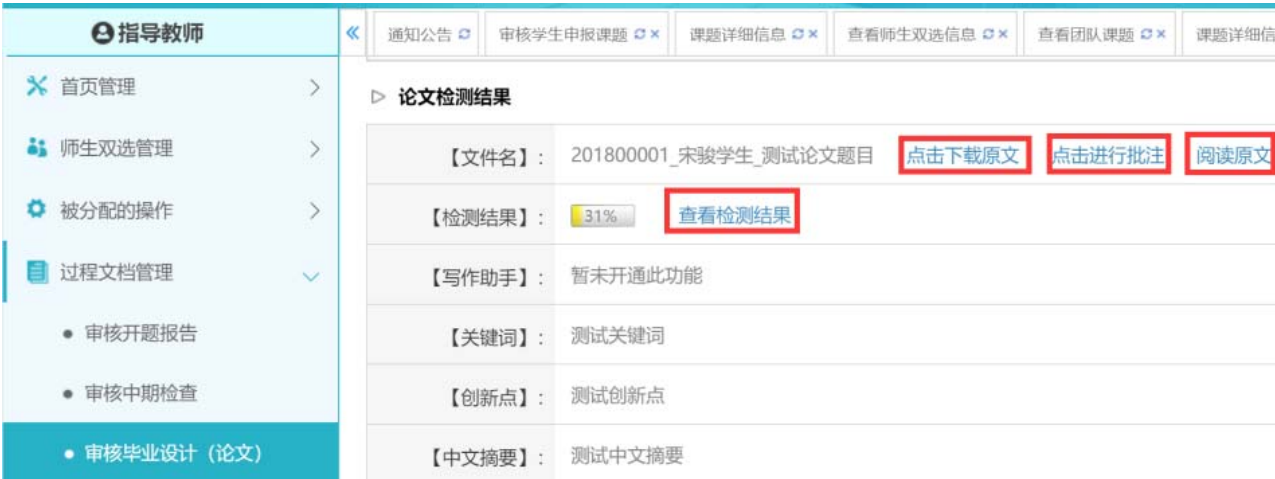 指导教师
通知公告 审核学生申报课题 课题详细信息 查看师生双选信息 查看团队课题 课题详细信
首页管理
师生双选管理
被分配的操作
过程文档管理
审核开题报告
审核中期检查
审核毕业设计（论文）
论文检测结果
【文件名】： 201800001_宋骏学生_测试论文题目 点击下载原文 点击进行批注 阅读原文
【检测结果】： 31% 查看检测结果
【写作助手】： 暂未开通此功能
【关键词】： 测试关键词
【创新点】： 测试创新点
【中文摘要】： 测试中文摘要